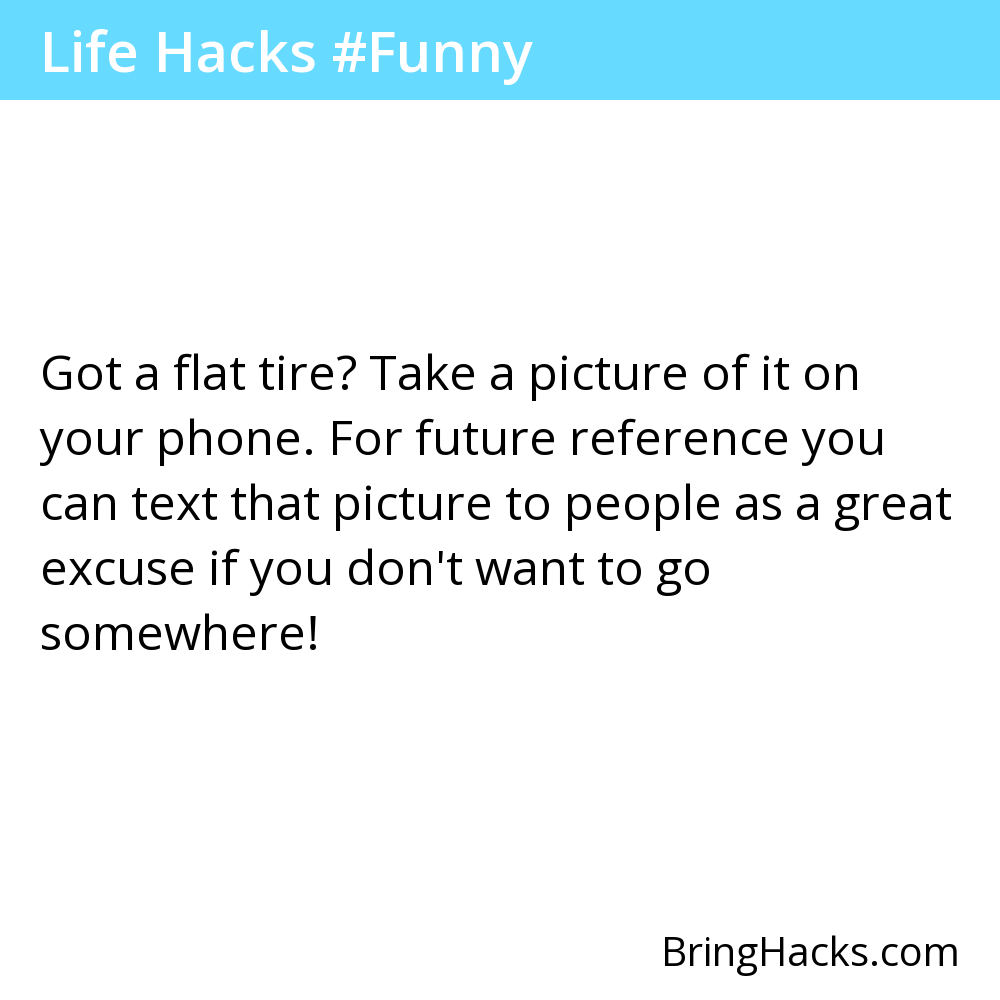 Life Hacks #Funny
Got a flat tire? Take a picture of it on
your phone. For future reference you
can text that picture to people as a great
excuse if you don't want to go
somewhere!
BringHacks.com